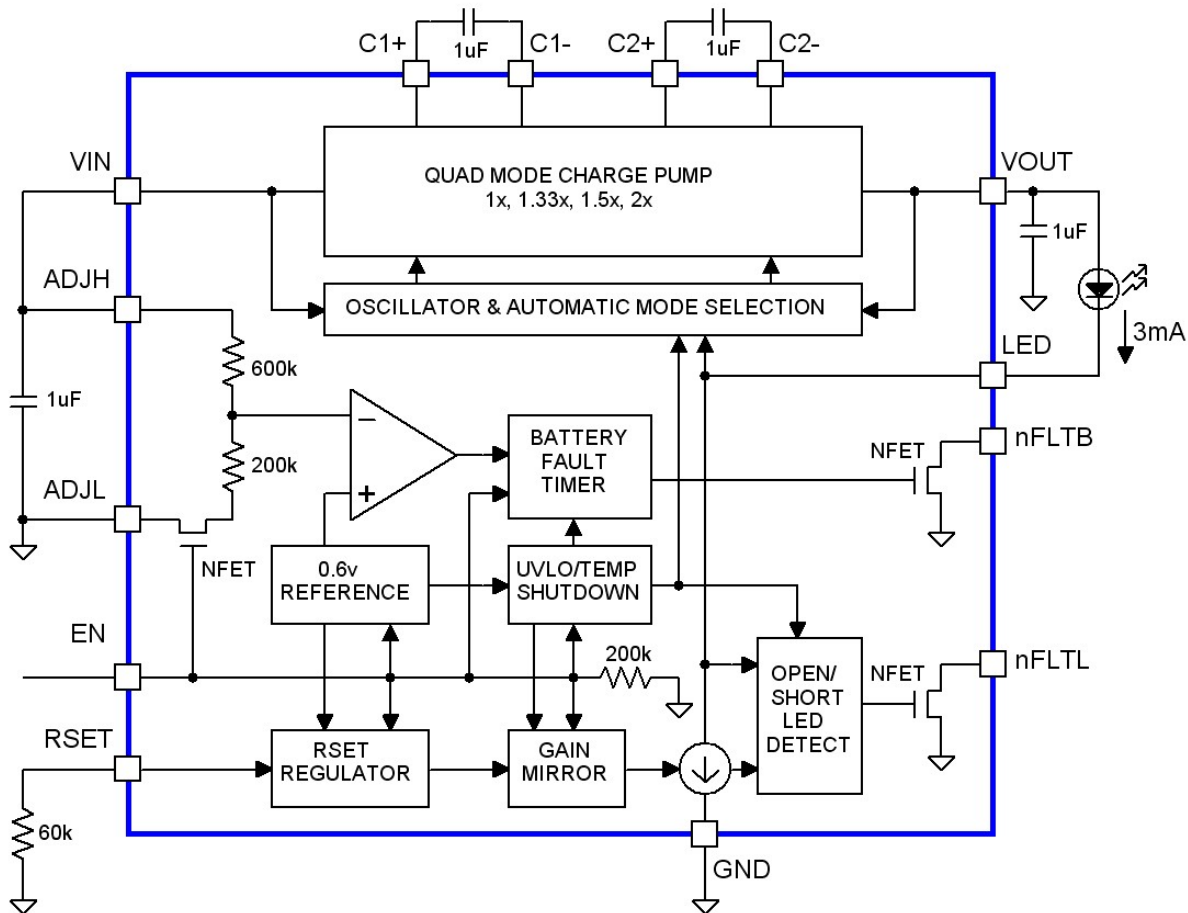 C1+
1uF
C1-
C2+
1uF
C2-
VIN
QUAD MODE CHARGE PUMP
1x, 1.33x, 1.5x, 2x
VOUT
1uF
ADJH
OSCILLATOR & AUTOMATIC MODE SELECTION
3mA
LED
600k
1uF
−
+
BATTERY
FAULT
TIMER
NFET
nFLTB
200k
ADJL
NFET
0.6v
REFERENCE
UVLO/TEMP
SHUTDOWN
EN
200k
OPEN/
SHORT
LED
DETECT
NFET
nFLTL
RSET
RSET
REGULATOR
GAIN
MIRROR
60k
GND